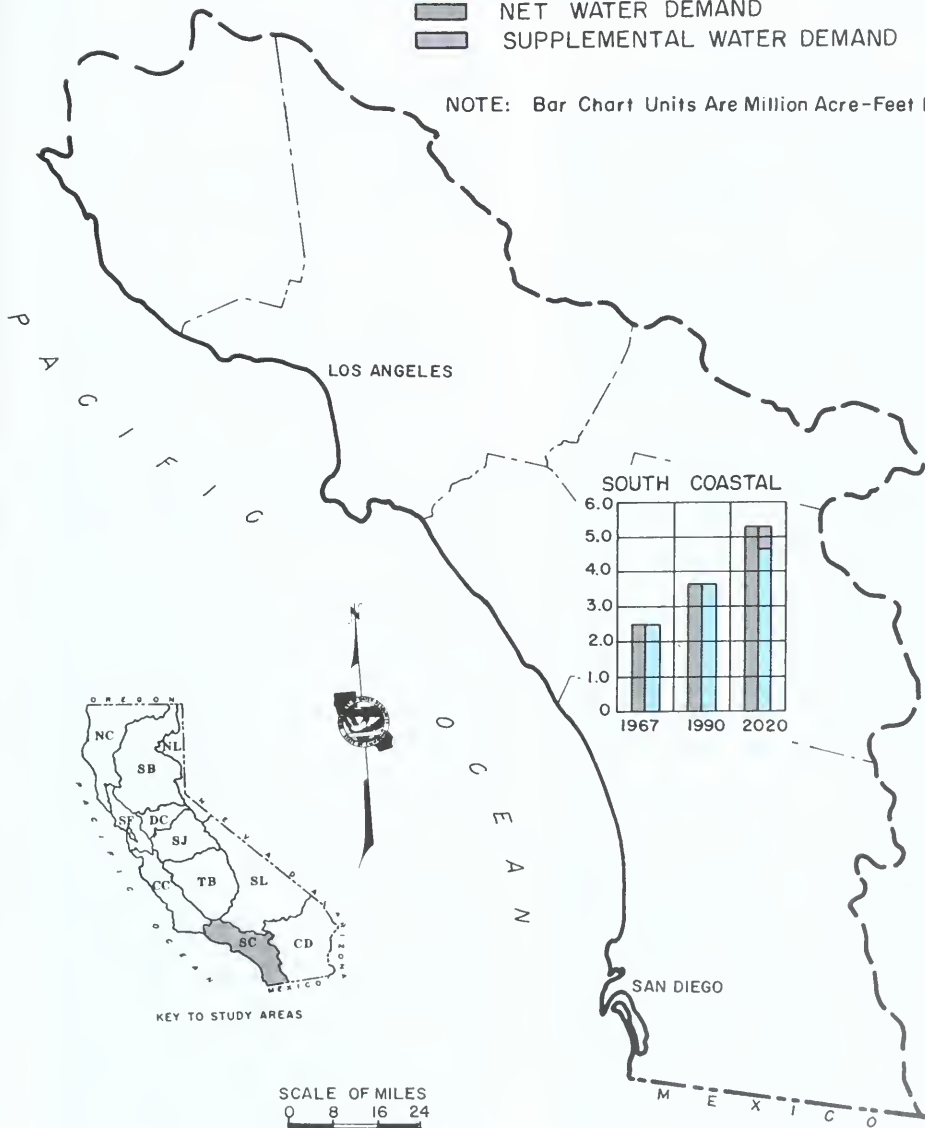 NET WATER DEMAND
SUPPLEMENTAL WATER DEMAND
NOTE: Bar Chart Units Are Million Acre-Feet
PACIFIC
OCEAN
LOS ANGELES
SOUTH COASTAL
6.0
5.0
4.0
3.0
2.0
1.0
0
1967 1990 2020
N
OREGON
NC
NL
SB
SF
DC
SJ
NEVADA
CC
TB
SL
SC
CD
ARIZONA
PACIFIC OCEAN
MEXICO
KEY TO STUDY AREAS
SAN DIEGO
SCALE OF MILES
0 8 16 24
MEXICO